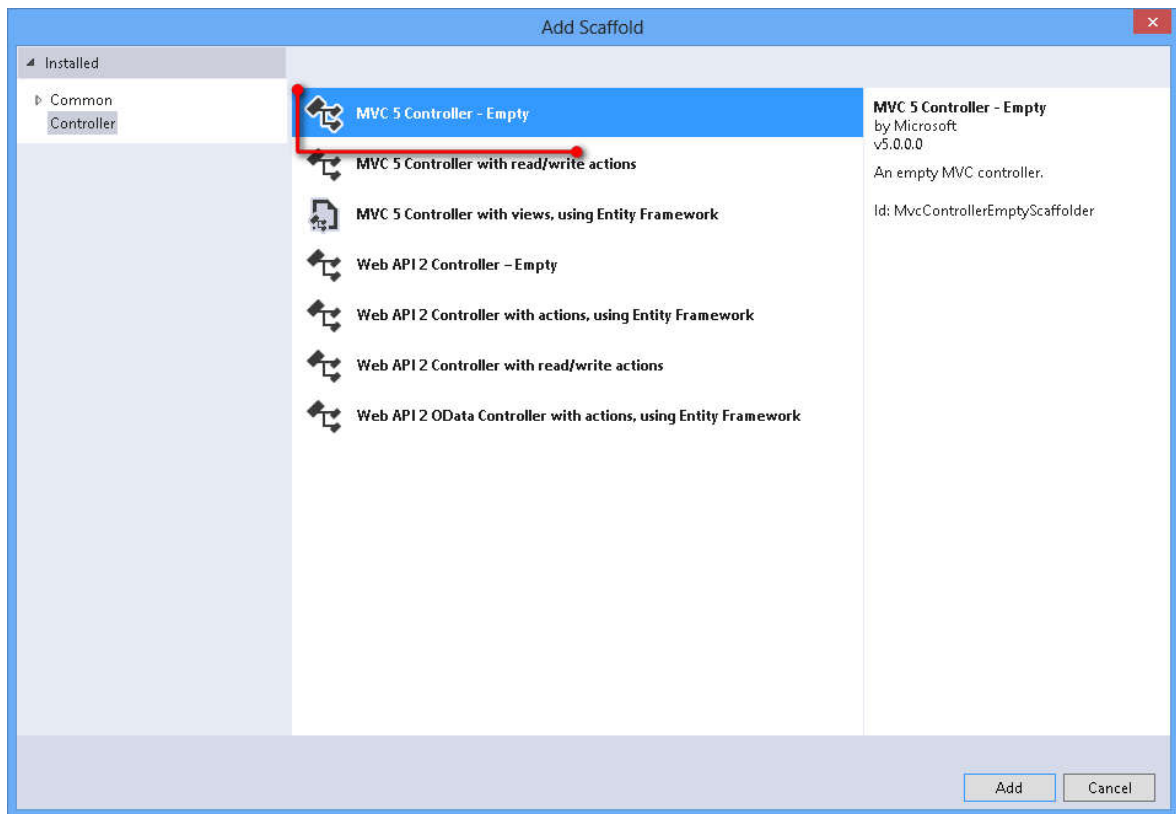 Add Scaffold
Installed
Common
Controller
MVC 5 Controller - Empty
MVC 5 Controller with read/write actions
MVC 5 Controller with views, using Entity Framework
Web API 2 Controller – Empty
Web API 2 Controller with actions, using Entity Framework
Web API 2 Controller with read/write actions
Web API 2 OData Controller with actions, using Entity Framework
MVC 5 Controller - Empty
by Microsoft
v5.0.0.0
An empty MVC controller.
Id: MvcControllerEmptyScaffolder
Add
Cancel